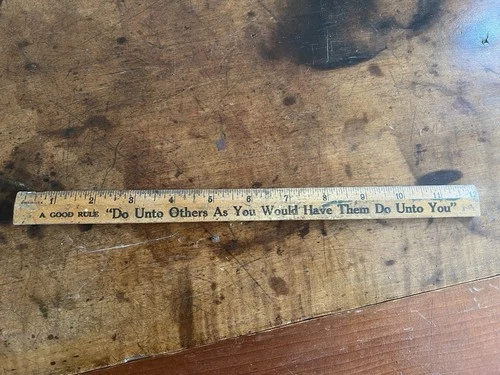 1 2 3 4 5 6 7 8 9 10 11
A GOOD RULE "Do Unto Others As You Would Have Them Do Unto You"